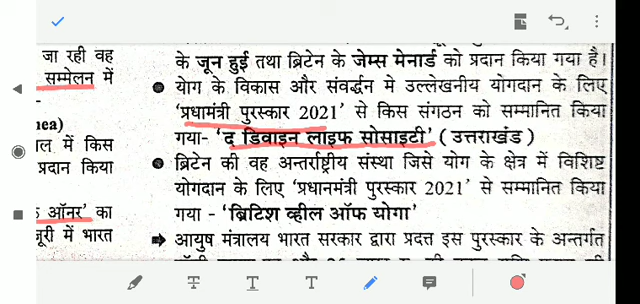 जा रही वह
सम्मेलन में
nea)
ाल में किस
प्रदान किया
ऑनर' का
जूरी में भारत
के जून हुई तथा ब्रिटेन के जेम्स मेनार्ड को प्रदान किया गया है।
योग के विकास और संवर्द्धन मे उल्लेखनीय योगदान के लिए
'प्रधामंत्री पुरस्कार 2021' से किस संगठन को सम्मानित किया
गया- 'द डिवाइन लाइफ सोसाइटी' ( उत्तराखंड)
ब्रिटेन की वह अन्तर्राष्ट्रीय संस्था जिसे योग के क्षेत्र में विशिष्ट
योगदान के लिए 'प्रधानमंत्री पुरस्कार 2021' से सम्मानित किया
गया - 'ब्रिटिश व्हील ऑफ योगा'
आयुष मंत्रालय भारत सरकार द्वारा प्रदत्त इस पुरस्कार के अन्तर्गत